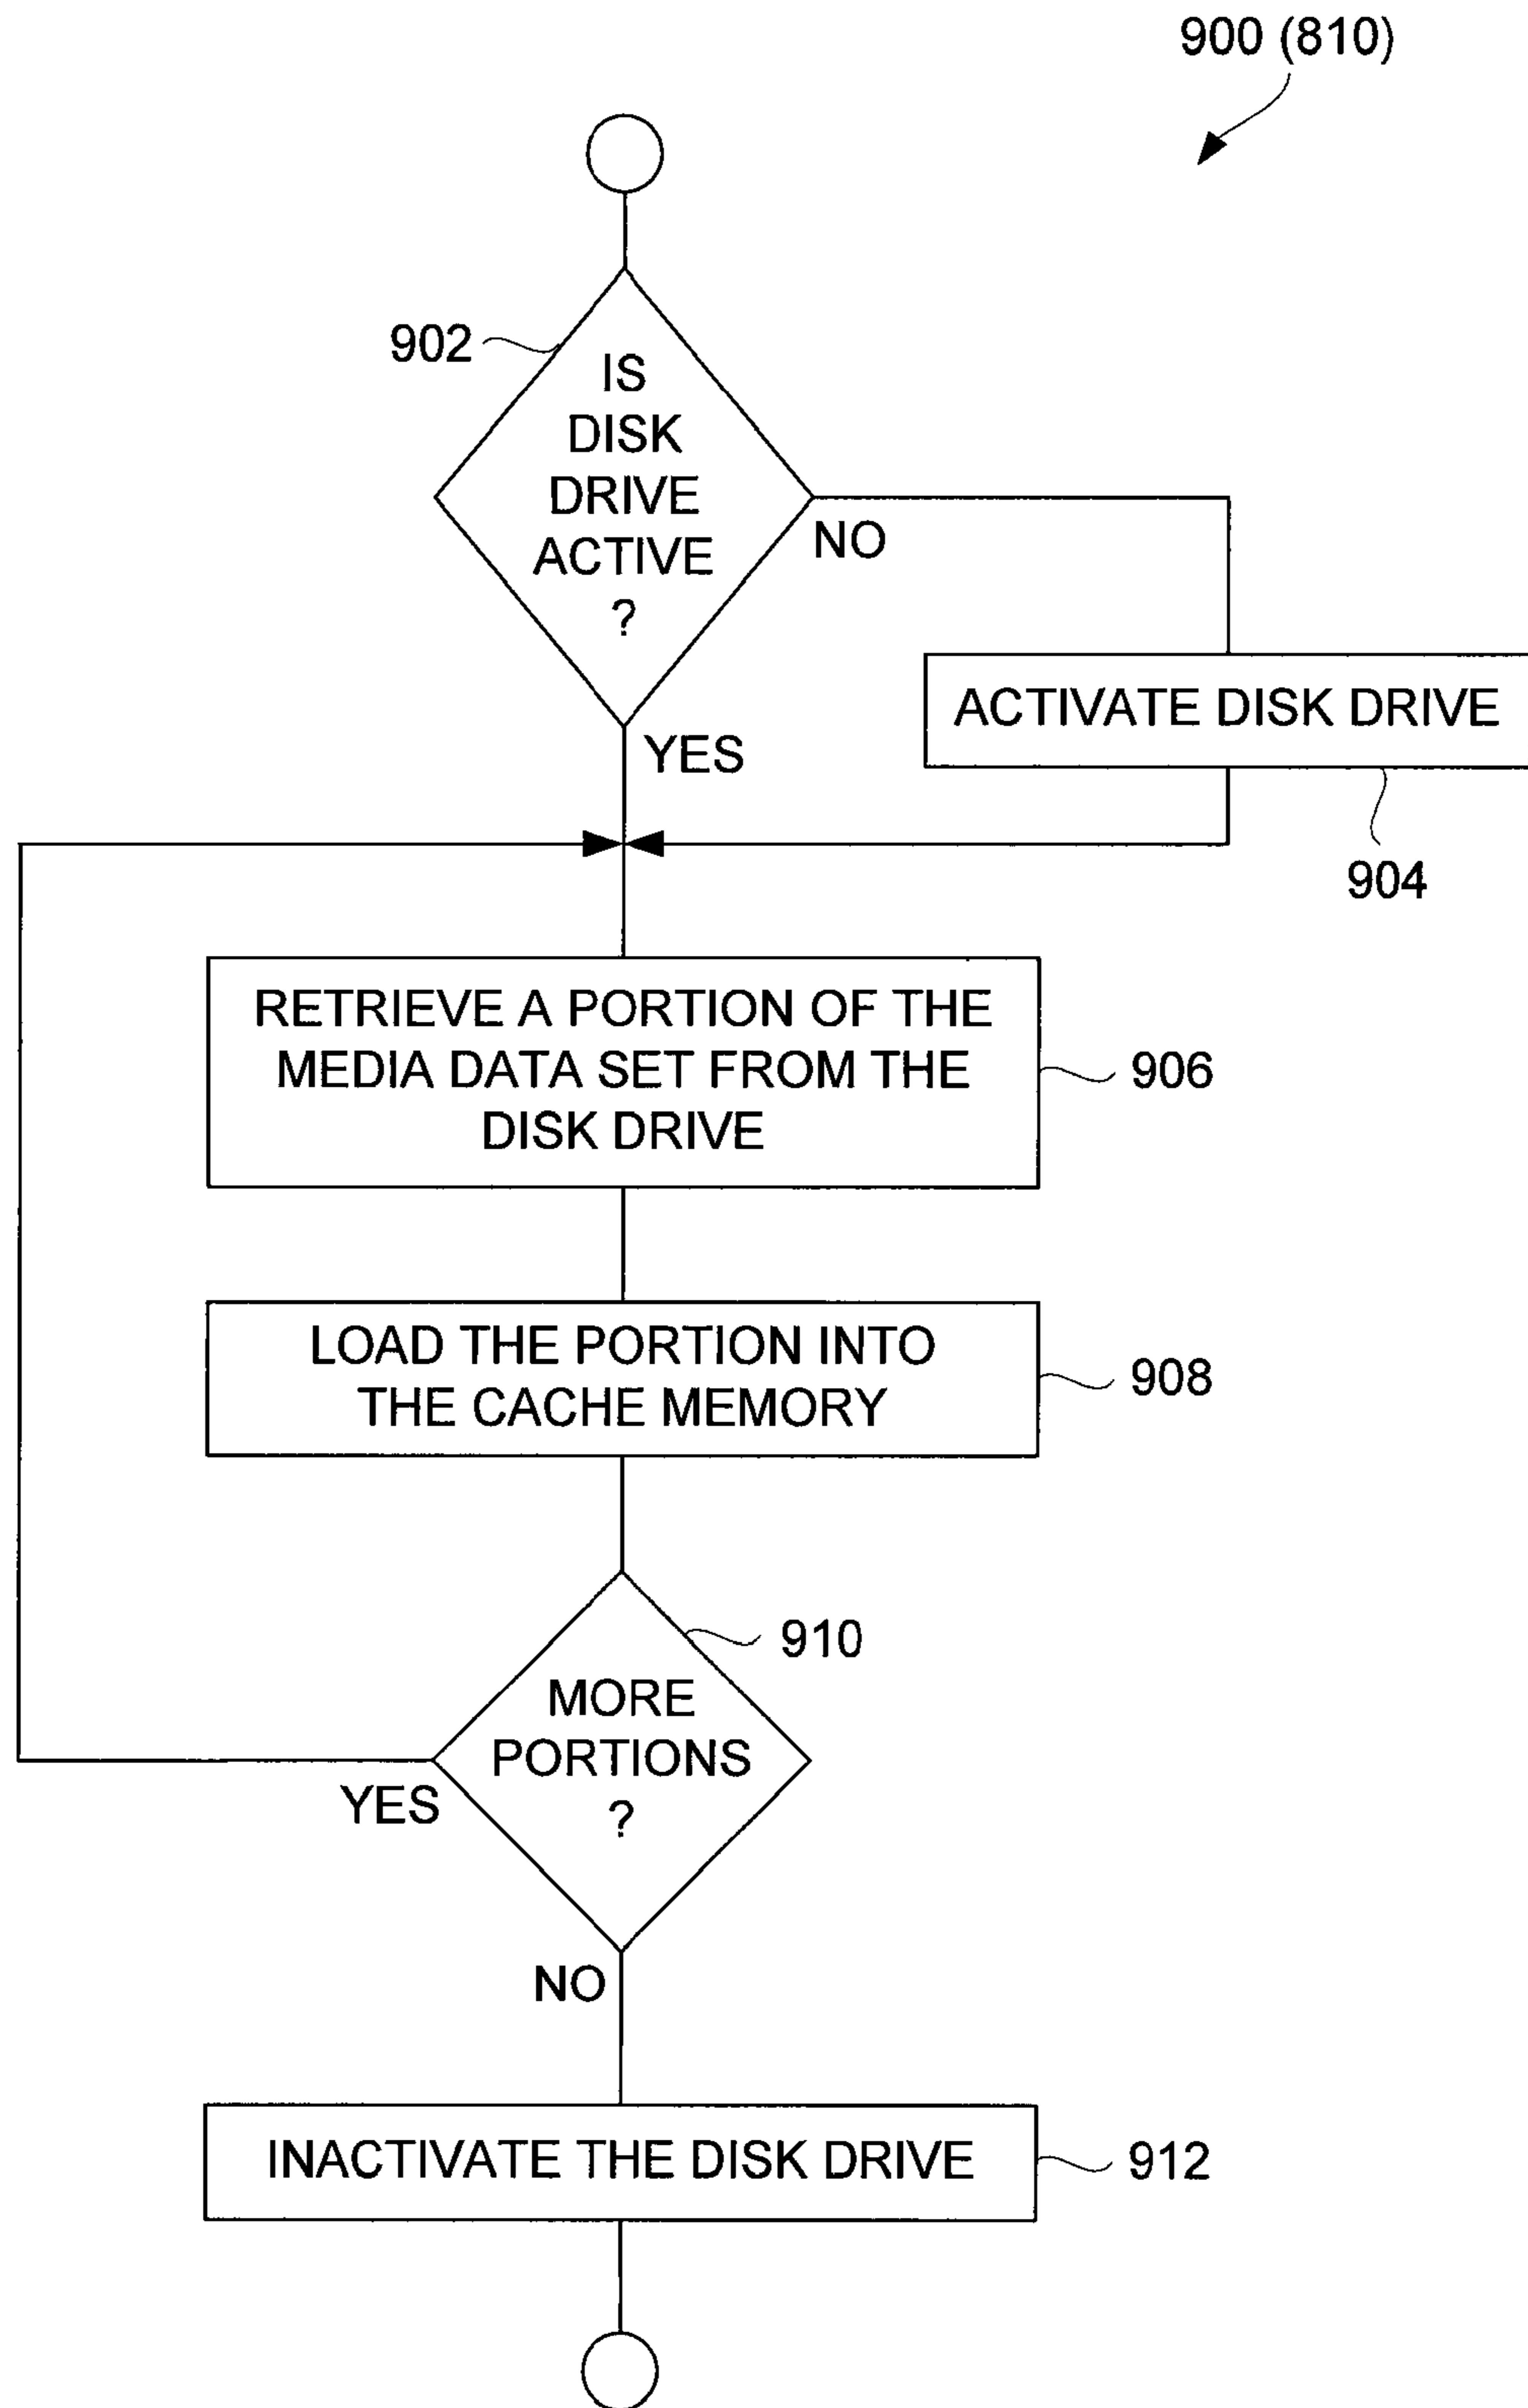 900 (810)
902
IS
DISK
DRIVE
ACTIVE
?
NO
ACTIVATE DISK DRIVE
YES
904
RETRIEVE A PORTION OF THE
MEDIA DATA SET FROM THE
DISK DRIVE
906
LOAD THE PORTION INTO
THE CACHE MEMORY
908
910
MORE
PORTIONS
?
YES
NO
INACTIVATE THE DISK DRIVE
912